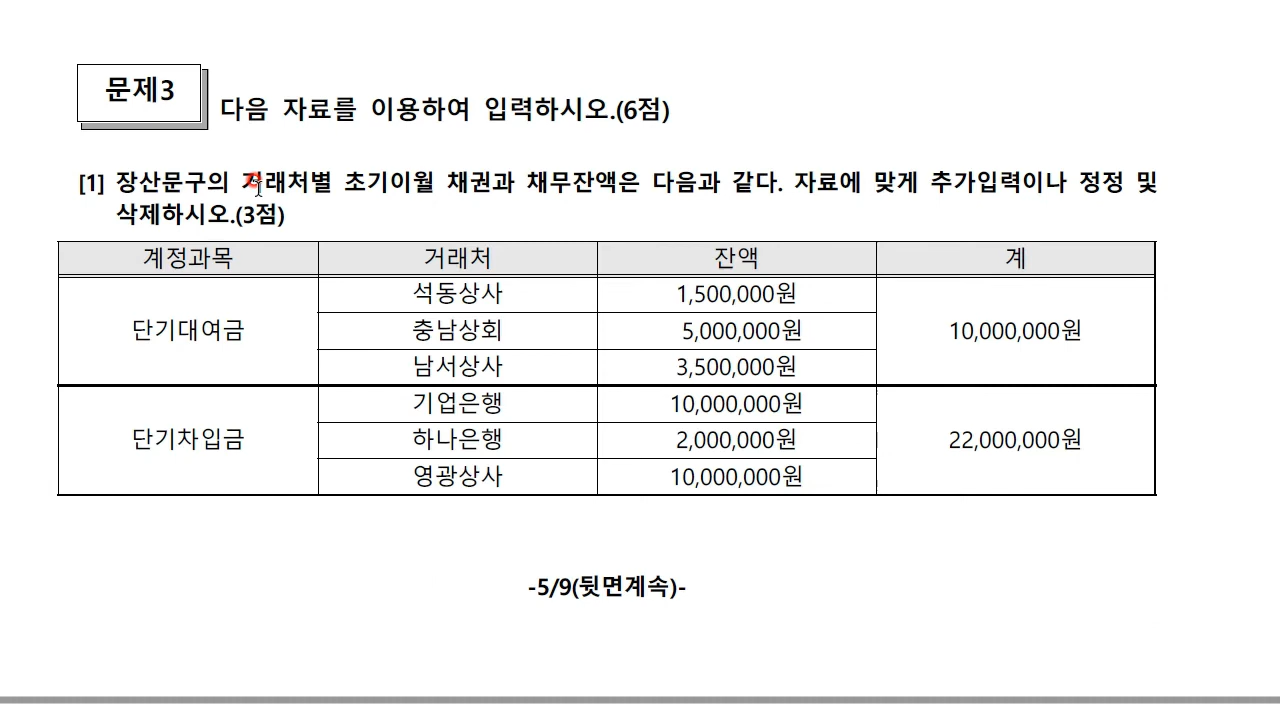 문제3
다음 자료를 이용하여 입력하시오.(6점)
[1] 장산문구의 거래처별 초기이월 채권과 채무잔액은 다음과 같다. 자료에 맞게 추가입력이나 정정 및
삭제하시오.(3점)
계정과목 거래처 잔액 계
단기대여금 석동상사 1,500,000원 10,000,000원
충남상회 5,000,000원
남서상사 3,500,000원
단기차입금 기업은행 10,000,000원 22,000,000원
하나은행 2,000,000원
영광상사 10,000,000원
-5/9(뒷면계속)-